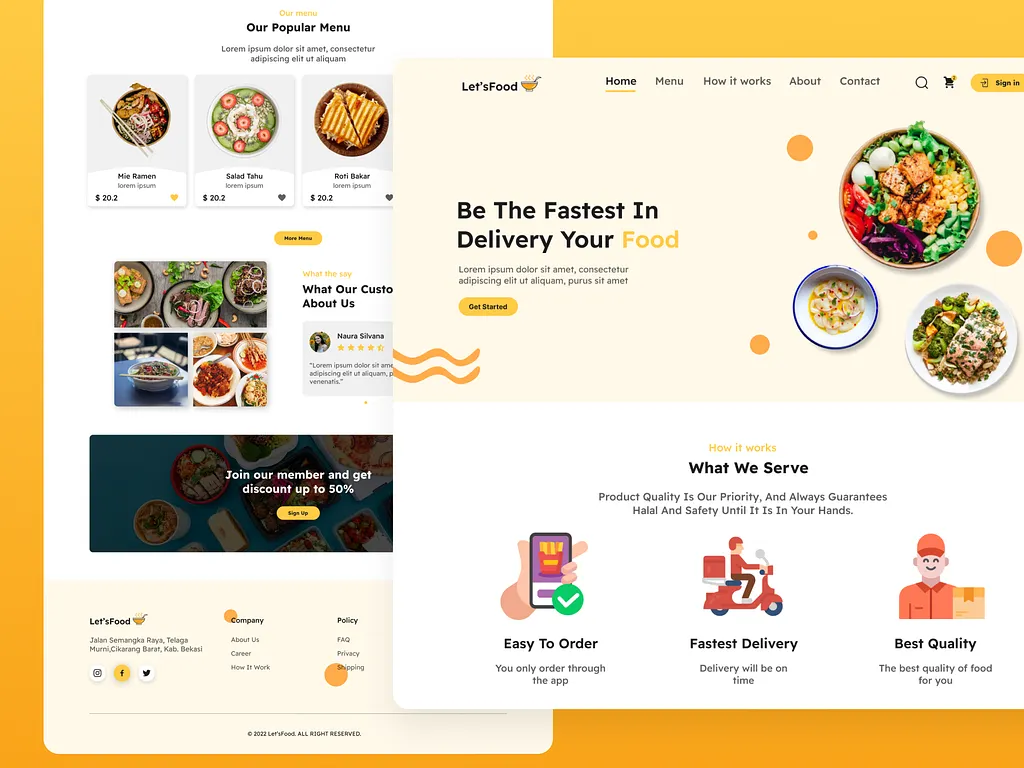 Our menu
Our Popular Menu
Lorem ipsum dolor sit amet, consectetur
adipiscing elit ut aliquam
Mie Ramen
lorem ipsum
$ 20.2
Salad Tahu
lorem ipsum
$ 20.2
Roti Bakar
lorem ipsum
$ 20.2
More Menu
What the say
What Our Custo
About Us
Naura Silvana
“Lorem ipsum dolor sit ame
adipiscing elit ut aliquam, p
venenatis.”
Join our member and get
discount up to 50%
Sign Up
Let'sFood
Jalan Semangka Raya, Telaga
Murni,Cikarang Barat, Kab. Bekasi
Company
About Us
Career
How It Work
Policy
FAQ
Privacy
Shipping
© 2022 Let'sFood. ALL RIGHT RESERVED.
Let'sFood
Home
Menu
How it works
About
Contact
Sign in
Be The Fastest In
Delivery Your Food
Lorem ipsum dolor sit amet, consectetur
adipiscing elit ut aliquam, purus sit amet
Get Started
How it works
What We Serve
Product Quality Is Our Priority, And Always Guarantees
Halal And Safety Until It Is In Your Hands.
Easy To Order
You only order through
the app
Fastest Delivery
Delivery will be on
time
Best Quality
The best quality of food
for you